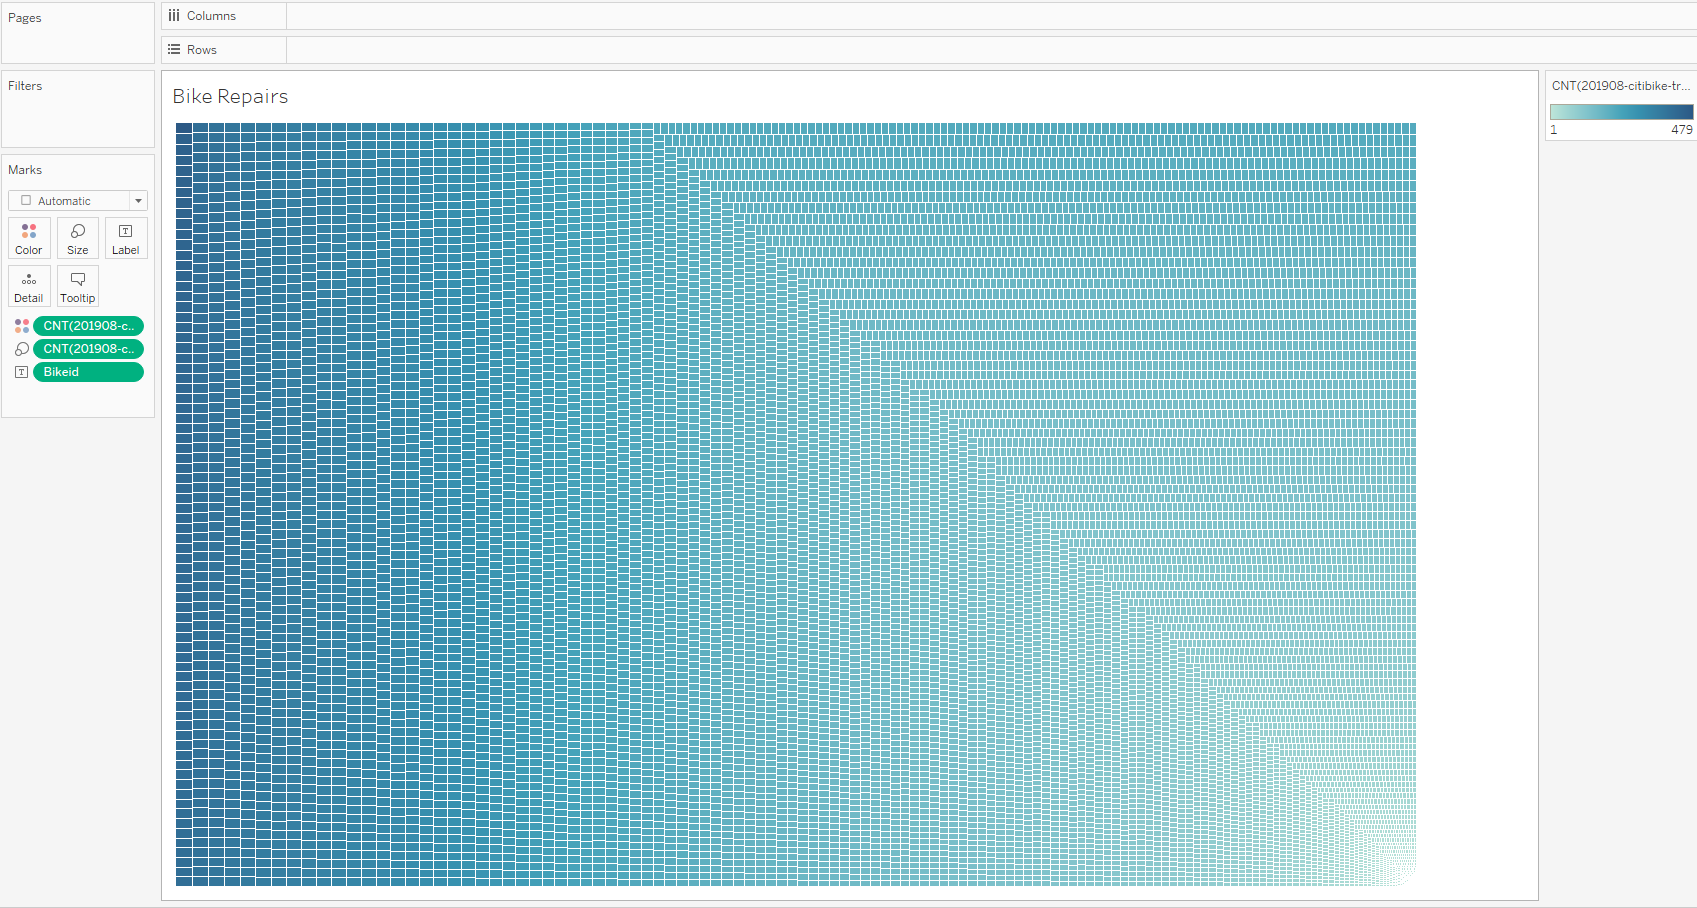 Pages
Columns
Rows
Filters
Bike Repairs
CNT(201908-citibike-tr...
1 479
Marks
Automatic
Color Size Label
Detail Tooltip
CNT(201908-c..
CNT(201908-c..
Bikeid